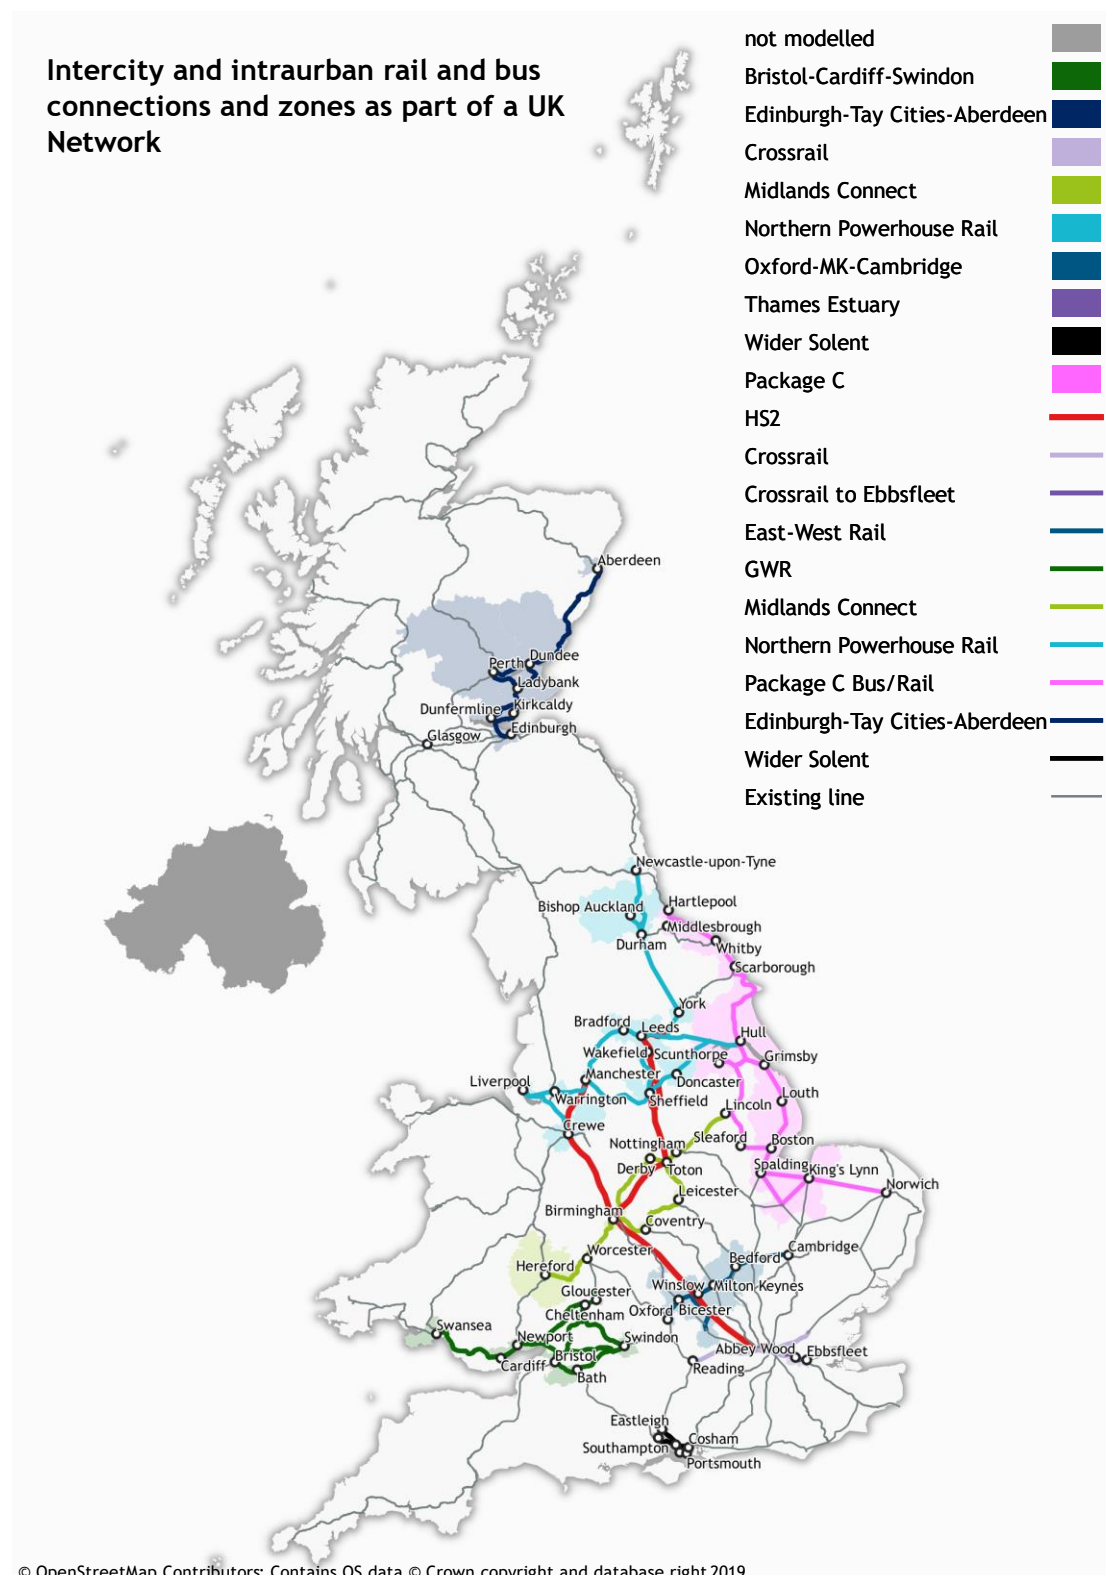 Intercity and intraurban rail and bus
connections and zones as part of a UK
Network
not modelled
Bristol-Cardiff-Swindon
Edinburgh-Tay Cities-Aberdeen
Crossrail
Midlands Connect
Northern Powerhouse Rail
Oxford-MK-Cambridge
Thames Estuary
Wider Solent
Package C
HS2
Crossrail
Crossrail to Ebbsfleet
East-West Rail
GWR
Midlands Connect
Northern Powerhouse Rail
Package C Bus/Rail
Edinburgh-Tay Cities-Aberdeen
Wider Solent
Existing line
Aberdeen
Dundee
Perth
Ladybank
Kirkcaldy
Dunfermline
Edinburgh
Glasgow
Newcastle-upon-Tyne
Hartlepool
Bishop Auckland
Middlesbrough
Durham
Whitby
Scarborough
York
Bradford
Leeds
Hull
Wakefield
Scunthorpe
Grimsby
Manchester
Doncaster
Liverpool
Warrington
Sheffield
Louth
Lincoln
Crewe
Nottingham
Sleaford
Boston
Derby
Toton
Spalding
King's Lynn
Norwich
Leicester
Birmingham
Coventry
Worcester
Cambridge
Bedford
Hereford
Winslow
Milton Keynes
Gloucester
Cheltenham
Oxford
Bicester
Swansea
Newport
Swindon
Cardiff
Bristol
Bath
Abbey Wood
Ebbsfleet
Reading
Eastleigh
Cosham
Southampton
Portsmouth
© OpenStreetMap Contributors; Contains OS data © Crown copyright and database right 2019